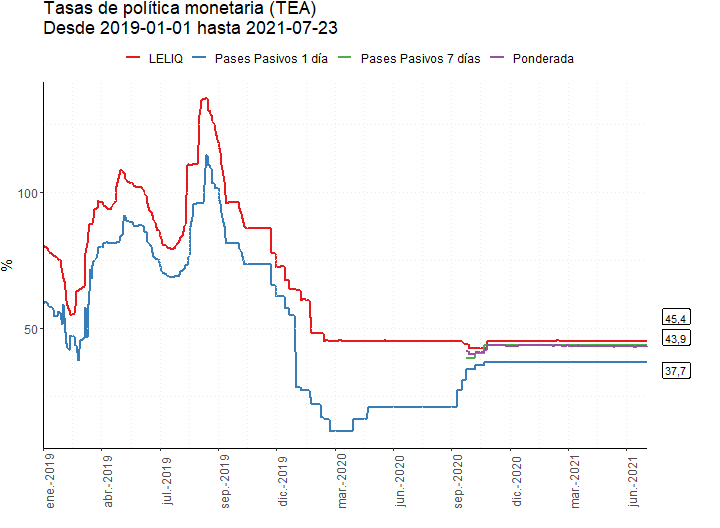 Tasas de política monetaria (TEA)
Desde 2019-01-01 hasta 2021-07-23
LELIQ Pases Pasivos 1 día Pases Pasivos 7 días Ponderada
%
100
50
45,4
43,9
37,7
ene.-2019 abr.-2019 jul.-2019 sep.-2019 dic.-2019 mar.-2020 jun.-2020 sep.-2020 dic.-2020 mar.-2021 jun.-2021